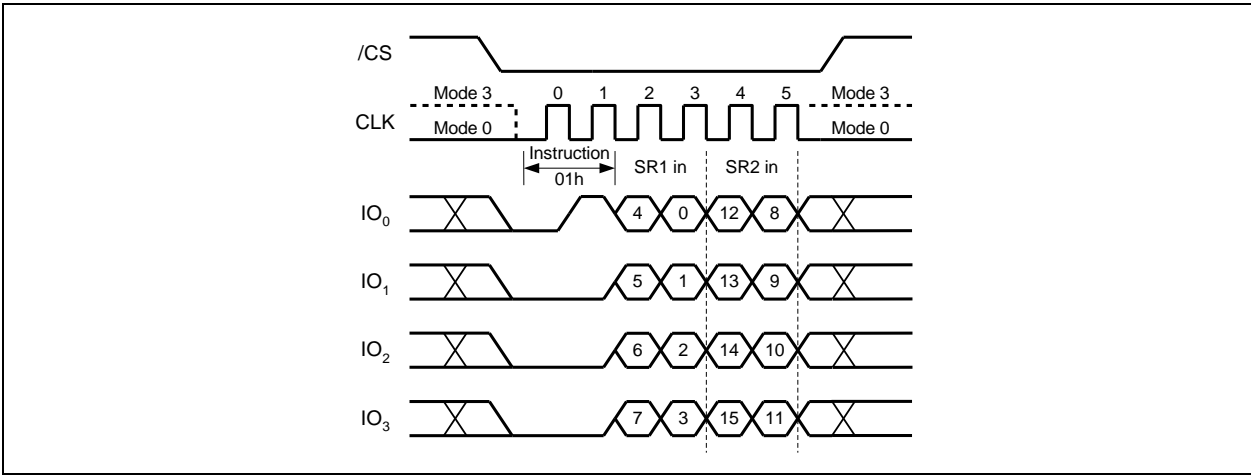 /CS
Mode 3 0 1 2 3 4 5 Mode 3
CLK
Mode 0 Mode 0
Instruction
01h SR1 in SR2 in
IO0 4 0 12 8
IO1 5 1 13 9
IO2 6 2 14 10
IO3 7 3 15 11